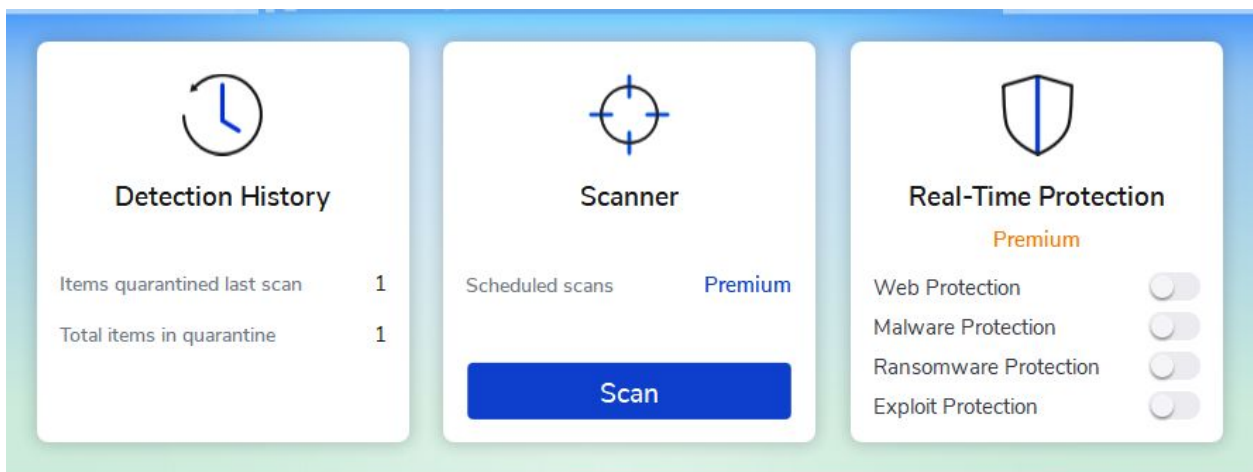 Detection History
Items quarantined last scan 1
Total items in quarantine 1
Scanner
Scheduled scans Premium
Scan
Real-Time Protection
Premium
Web Protection
Malware Protection
Ransomware Protection
Exploit Protection